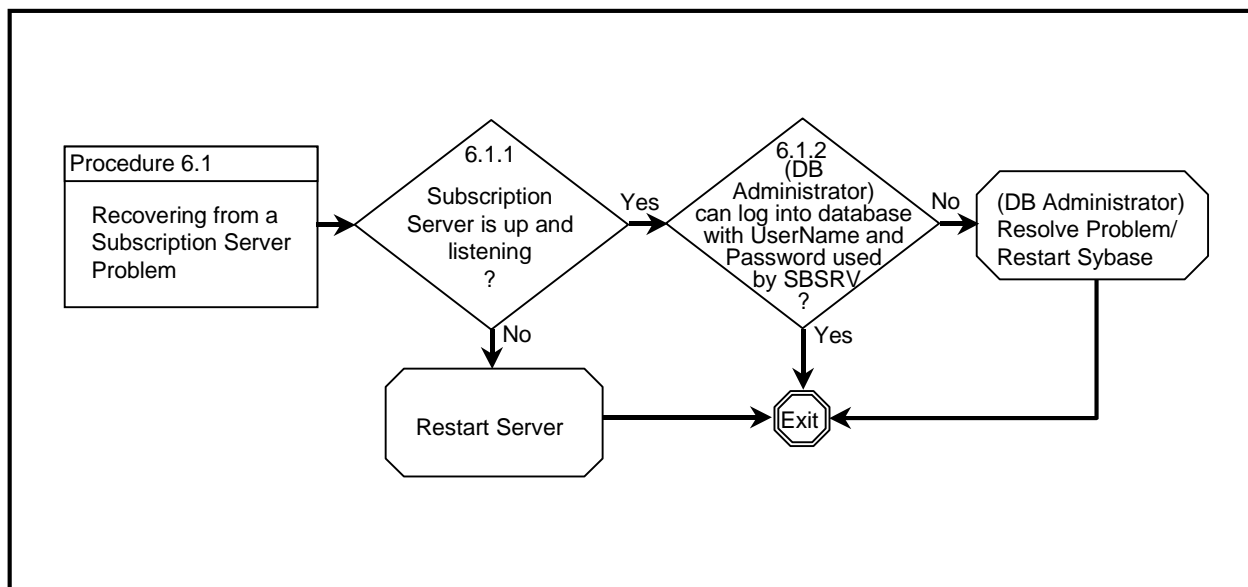 Procedure 6.1
Recovering from a
Subscription Server
Problem
6.1.1
Subscription
Server is up and
listening
?
Yes
No
6.1.2
(DB
Administrator)
can log into database
with UserName and
Password used
by SBSRV
?
No
Yes
(DB Administrator)
Resolve Problem/
Restart Sybase
Restart Server
Exit